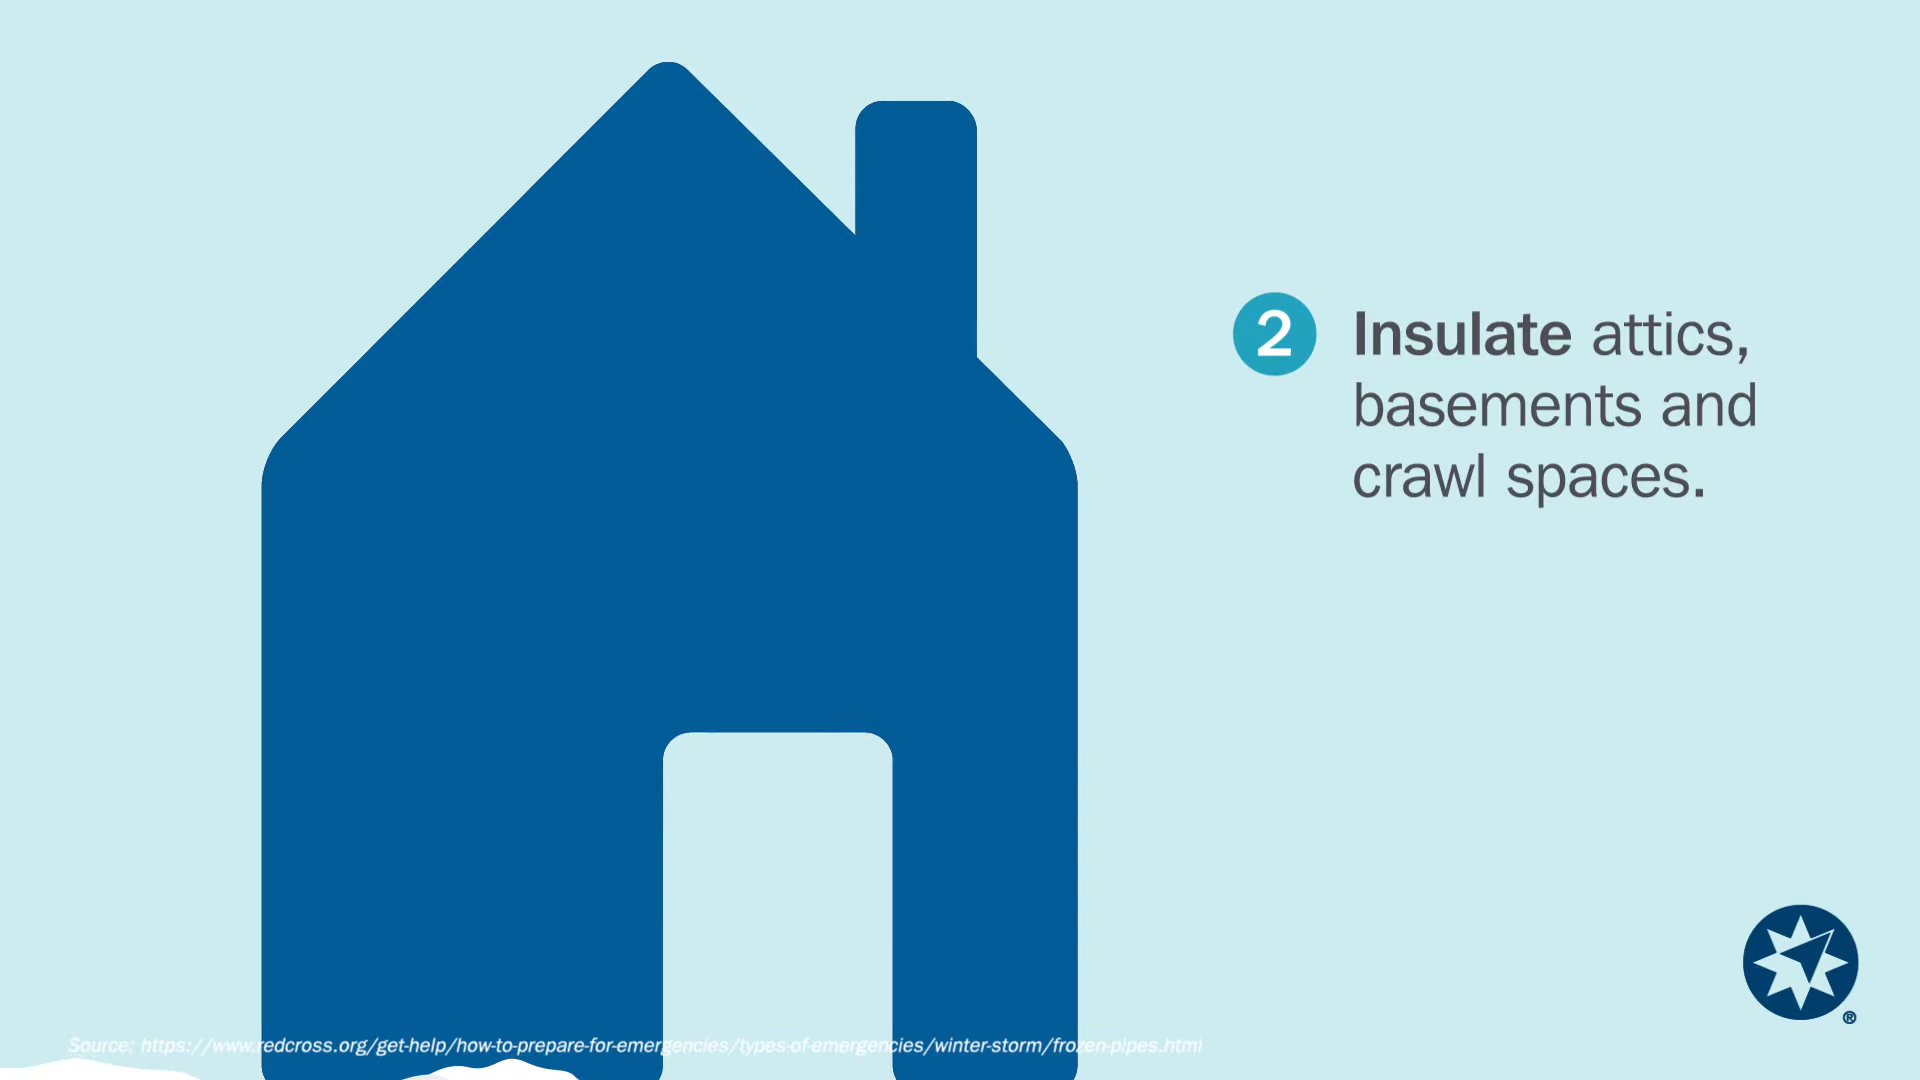 2 Insulate attics,
basements and
crawl spaces.
®
Source: https://www.redcross.org/get-help/how-to-prepare-for-emergencies/types-of-emergencies/winter-storm/frozen-pipes.html